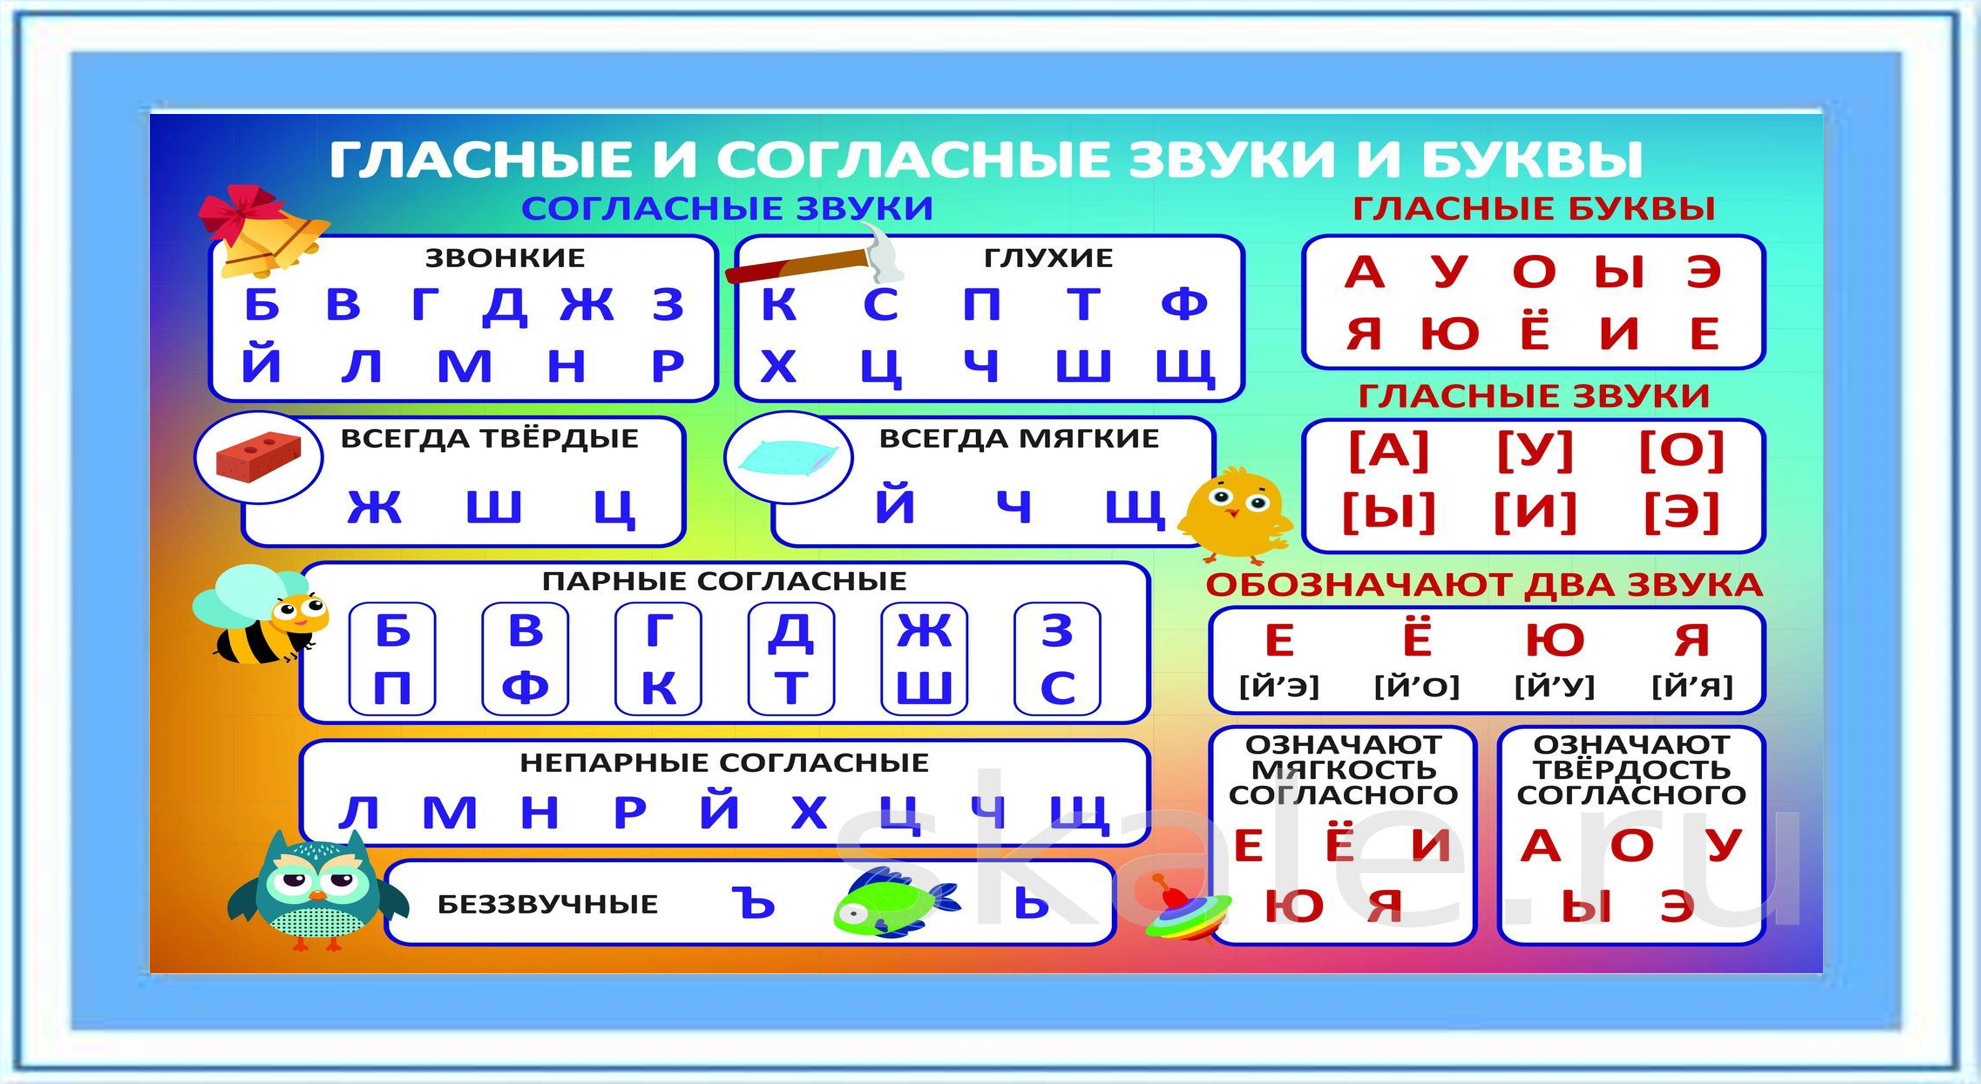 ГЛАСНЫЕ И СОГЛАСНЫЕ ЗВУКИ И БУКВЫ
СОГЛАСНЫЕ ЗВУКИ
ЗВОНКИЕ
Б В Г Д Ж З
Й Л М Н Р
ГЛУХИЕ
К С П Т Ф
Х Ц Ч Ш Щ
ВСЕГДА ТВЁРДЫЕ
Ж Ш Ц
ВСЕГДА МЯГКИЕ
Й Ч Щ
ПАРНЫЕ СОГЛАСНЫЕ
Б В Г Д Ж З
П Ф К Т Ш С
НЕПАРНЫЕ СОГЛАСНЫЕ
Л М Н Р Й Х Ц Ч Щ
БЕЗЗВУЧНЫЕ Ъ Ь
ГЛАСНЫЕ БУКВЫ
А У О Ы Э
Я Ю Ё И Е
ГЛАСНЫЕ ЗВУКИ
[А] [У] [О]
[Ы] [И] [Э]
ОБОЗНАЧАЮТ ДВА ЗВУКА
Е Ё Ю Я
[Й’Э] [Й’О] [Й’У] [Й’Я]
ОЗНАЧАЮТ
МЯГКОСТЬ
СОГЛАСНОГО
Е Ё И
Ю Я
ОЗНАЧАЮТ
ТВЁРДОСТЬ
СОГЛАСНОГО
А О У
Ы Э
skale.ru